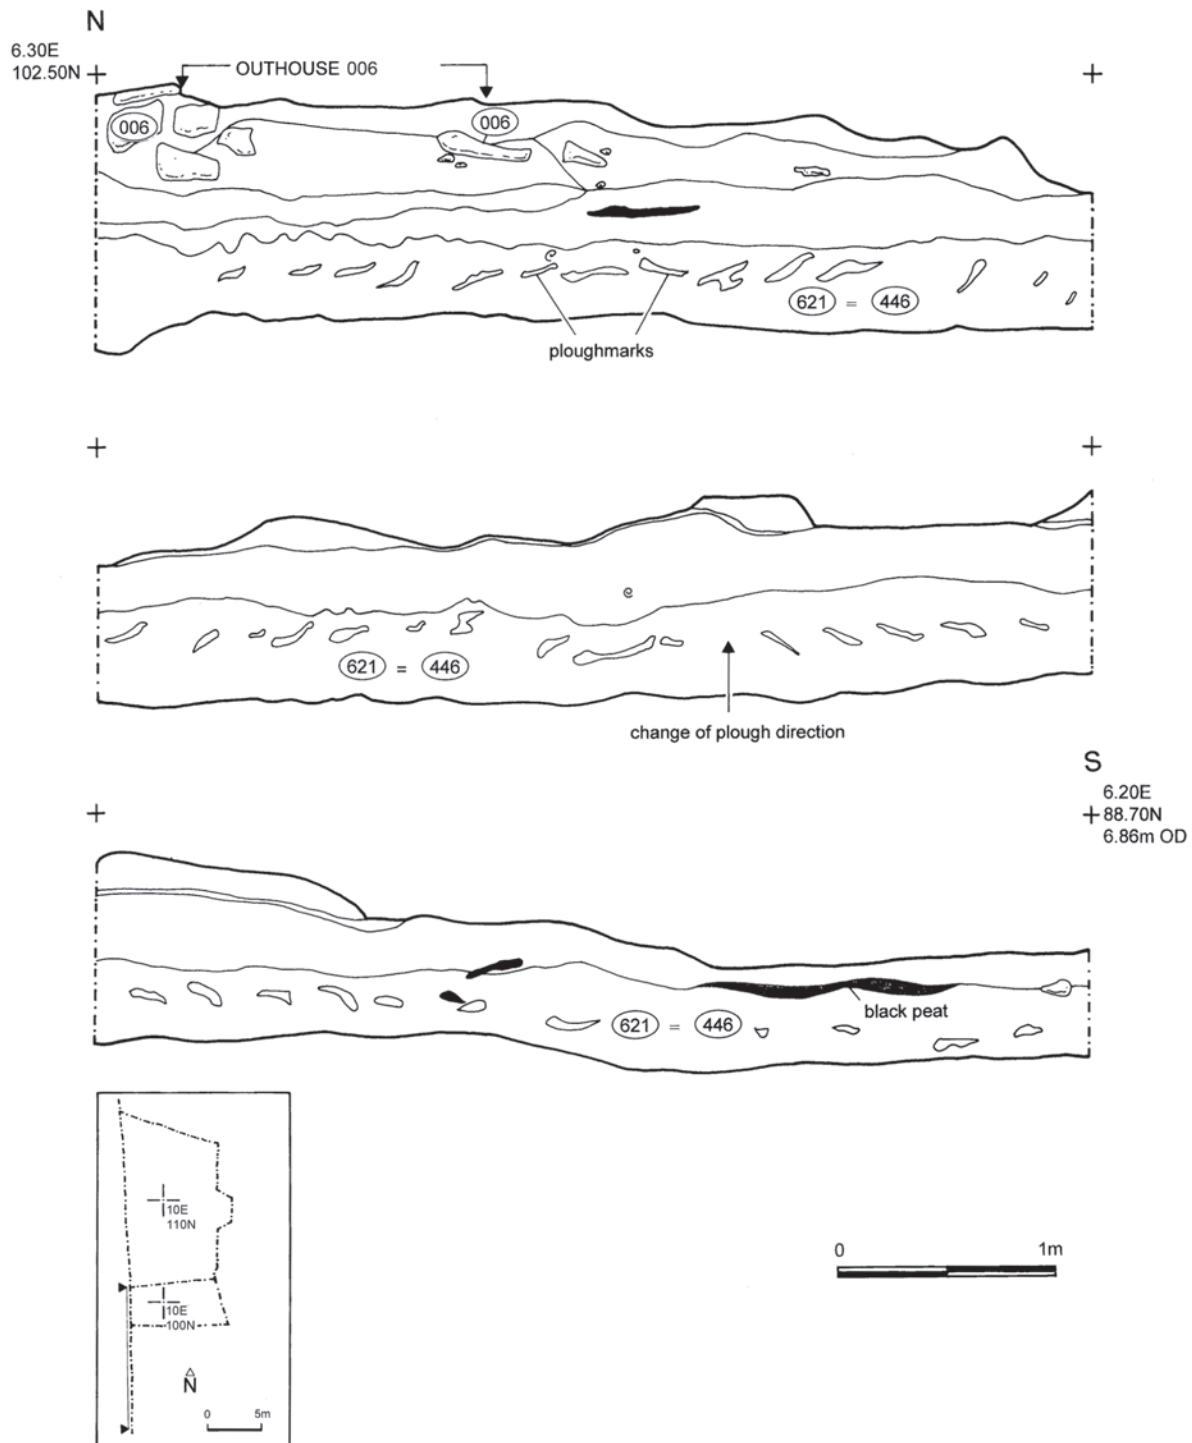 N
6.30E
102.50N
OUTHOUSE 006
006
006
621 = 446
ploughmarks
621 = 446
change of plough direction
S
6.20E
88.70N
6.86m OD
621 = 446
black peat
10E
110N
10E
100N
N
0 5m
0 1m